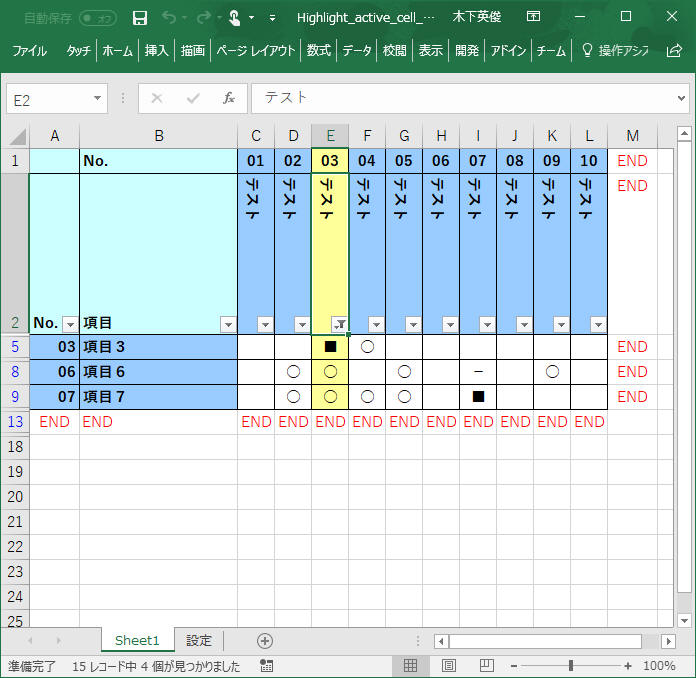 自動保存 オフ Highlight_active_cell_… 木下英俊
ファイル タッチ ホーム 挿入 描画 ページ レイアウト 数式 データ 校閲 表示 開発 アドイン チーム 操作アシス
E2 fx テスト
A B C D E F G H I J K L M
1 No. 01 02 03 04 05 06 07 08 09 10 END
テスト テスト テスト テスト テスト テスト テスト テスト テスト テスト END
2 No. 項目
5 03 項目３ ■ ○ END
8 06 項目６ ○ ○ ○ － ○ END
9 07 項目７ ○ ○ ○ ○ ■ END
13 END END END END END END END END END END END END
18
19
20
21
22
23
24
25
Sheet1 設定
準備完了 15 レコード中 4 個が見つかりました 100%